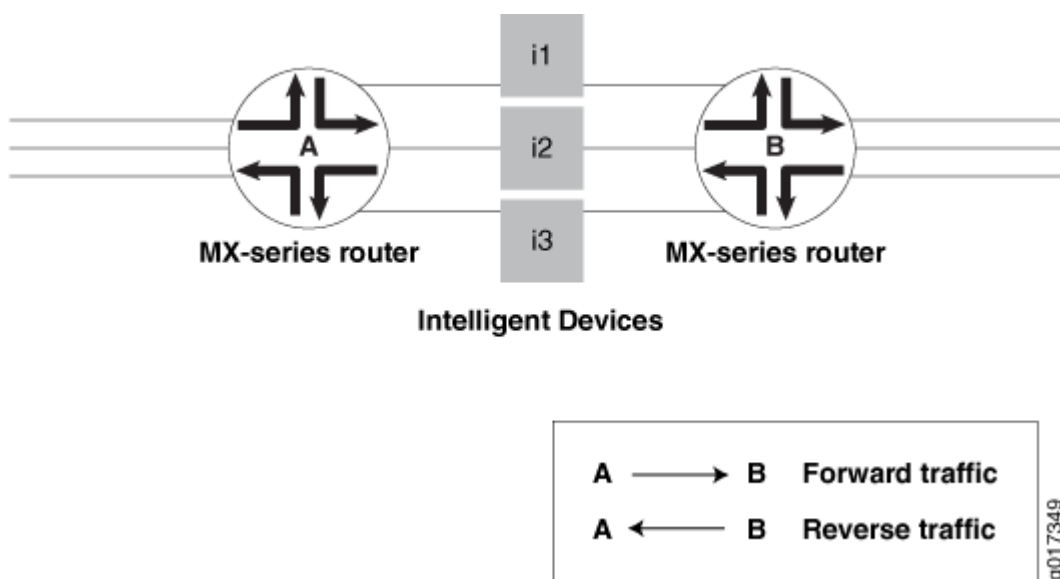 i1
A
i2
B
i3
MX-series router
MX-series router
Intelligent Devices
A B Forward traffic
A B Reverse traffic
g017349